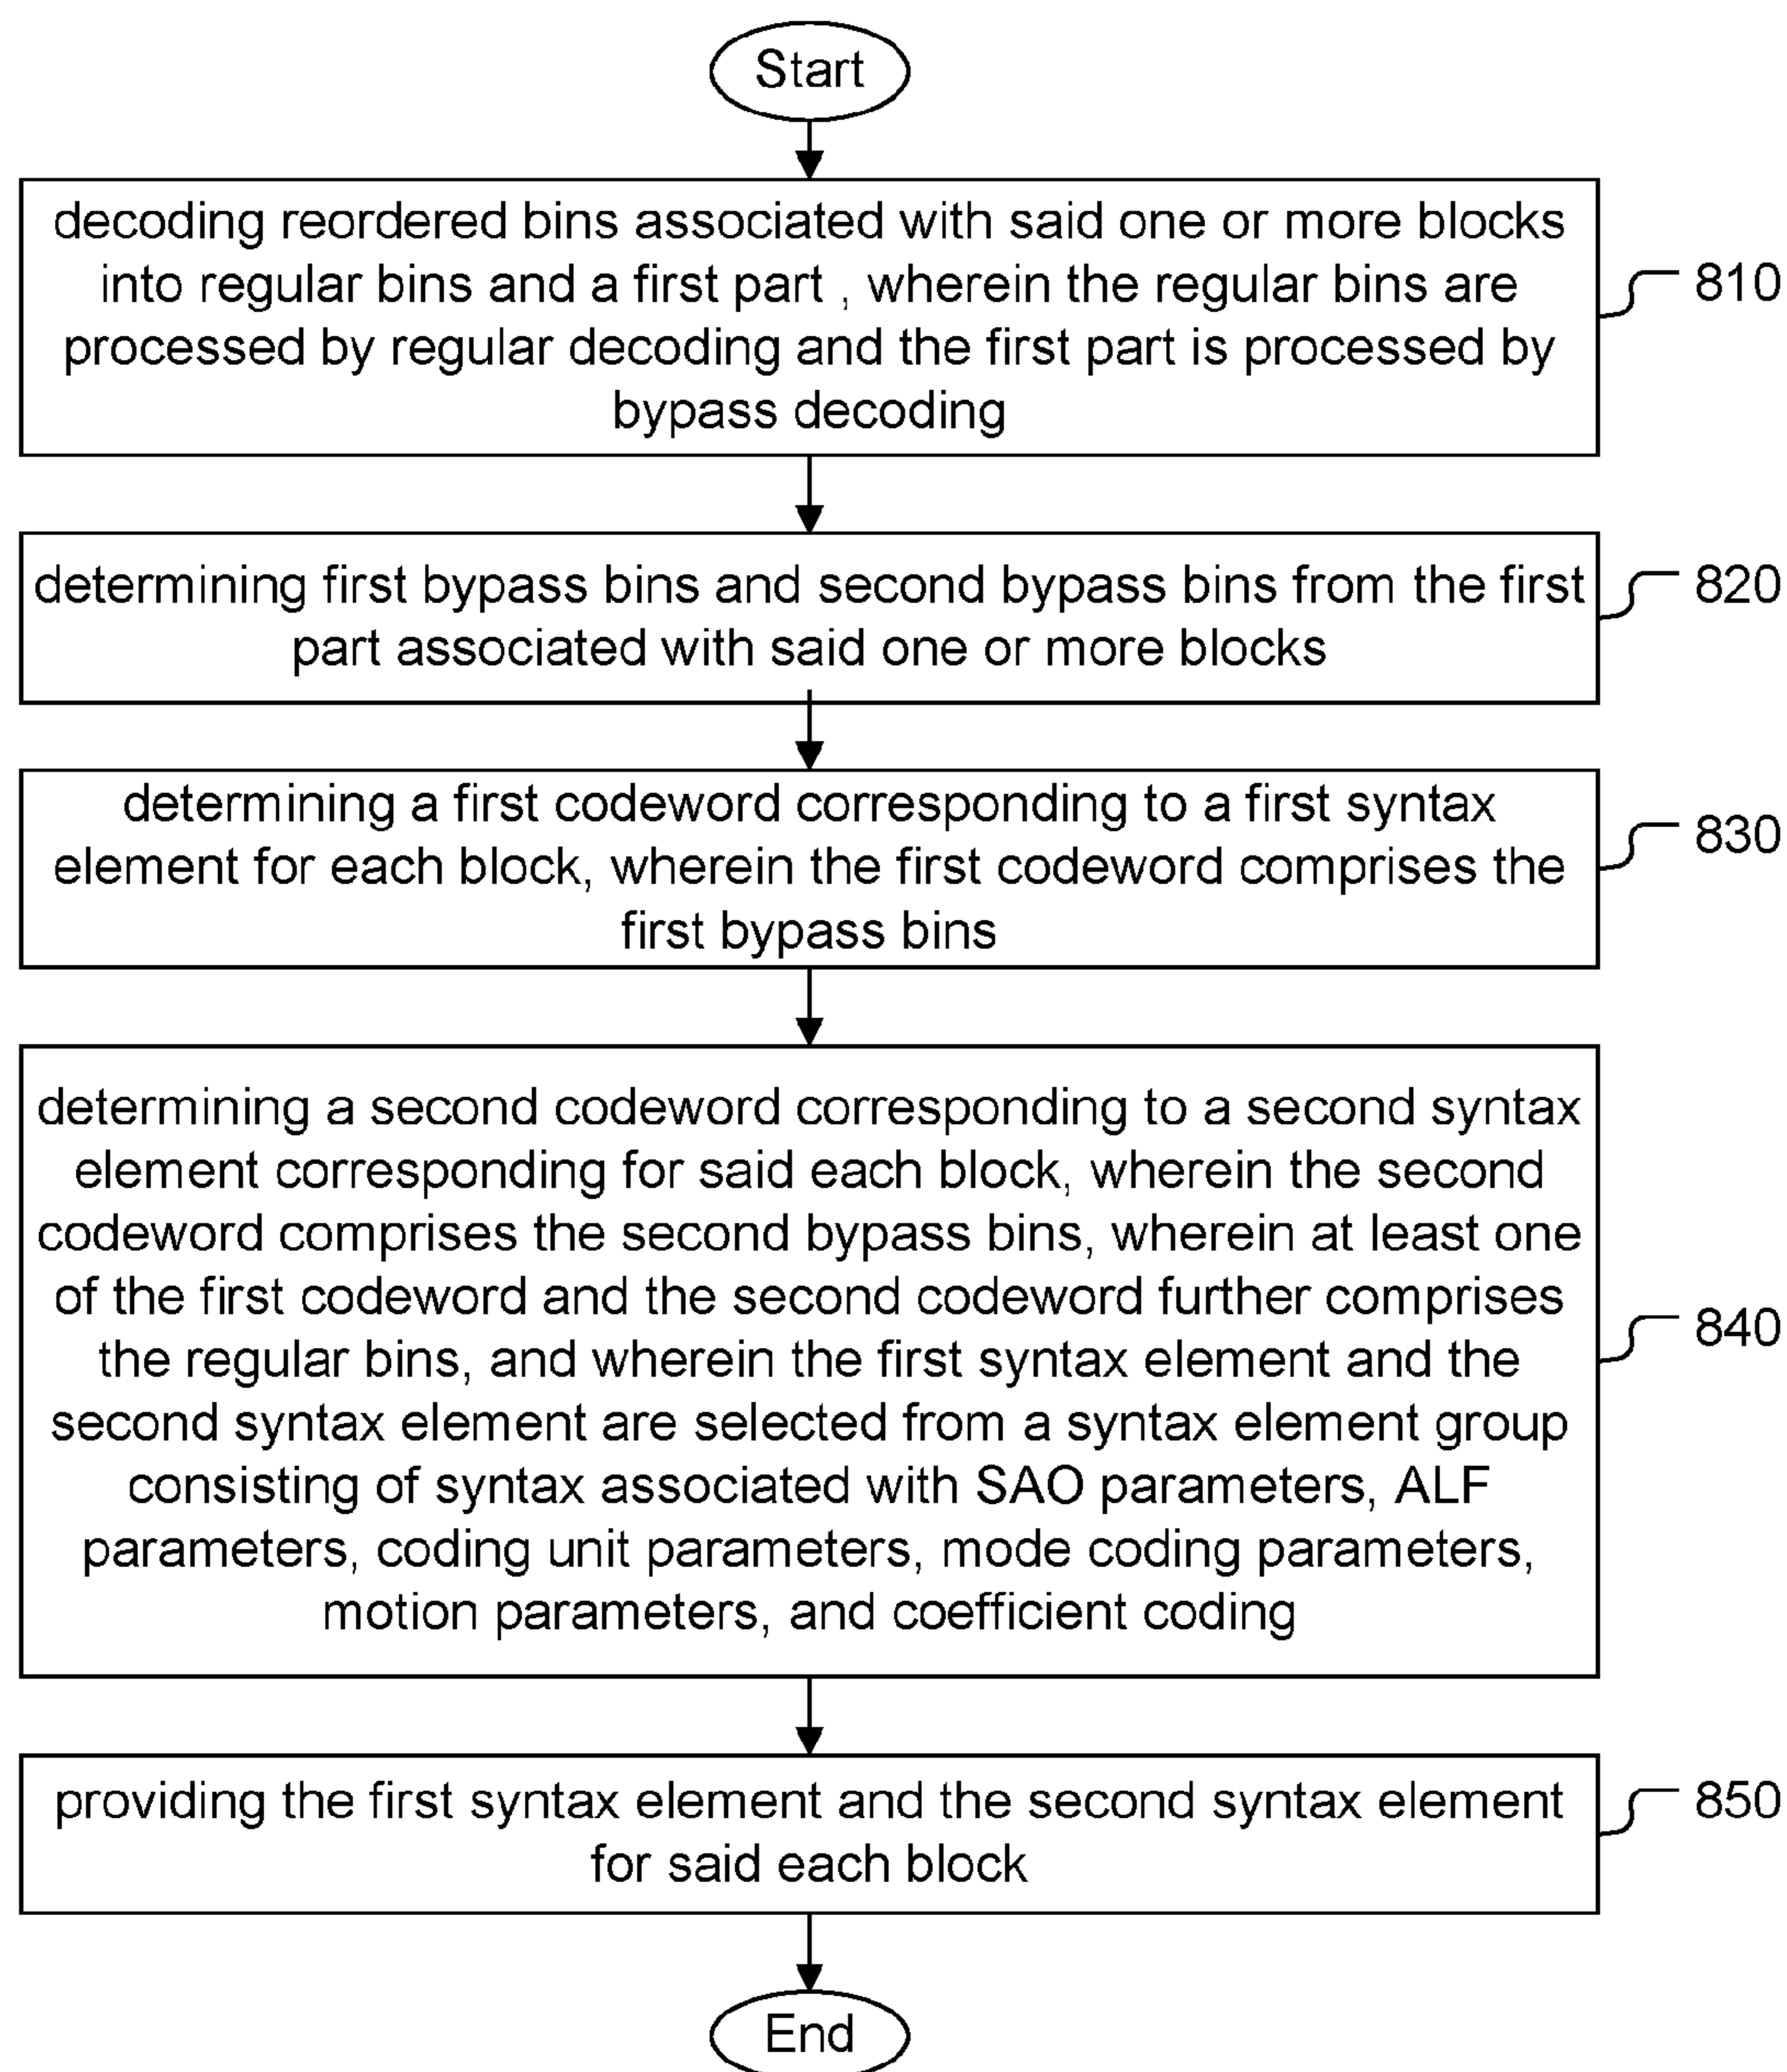 Start
decoding reordered bins associated with said one or more blocks
into regular bins and a first part , wherein the regular bins are
processed by regular decoding and the first part is processed by
bypass decoding
810
determining first bypass bins and second bypass bins from the first
part associated with said one or more blocks
820
determining a first codeword corresponding to a first syntax
element for each block, wherein the first codeword comprises the
first bypass bins
830
determining a second codeword corresponding to a second syntax
element corresponding for said each block, wherein the second
codeword comprises the second bypass bins, wherein at least one
of the first codeword and the second codeword further comprises
the regular bins, and wherein the first syntax element and the
second syntax element are selected from a syntax element group
consisting of syntax associated with SAO parameters, ALF
parameters, coding unit parameters, mode coding parameters,
motion parameters, and coefficient coding
840
providing the first syntax element and the second syntax element
for said each block
850
End